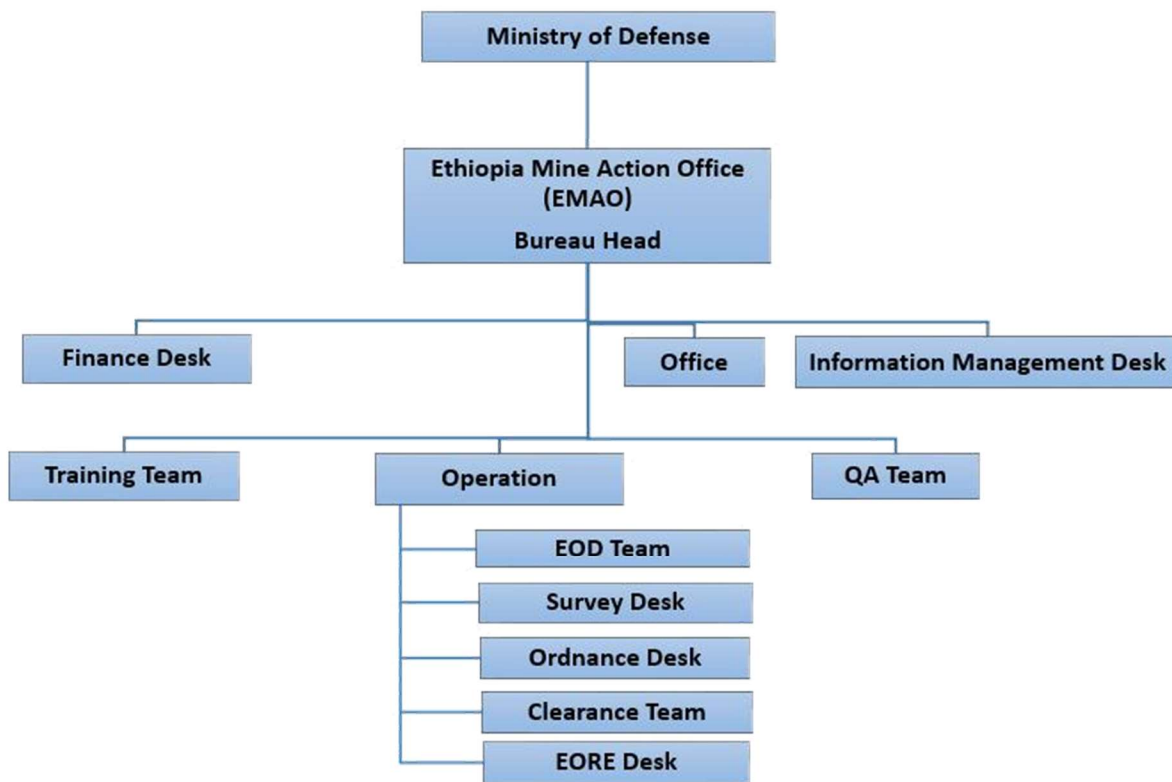 Ministry of Defense
Ethiopia Mine Action Office
(EMAO)
Bureau Head
Finance Desk
Office
Information Management Desk
Training Team
Operation
QA Team
EOD Team
Survey Desk
Ordnance Desk
Clearance Team
EORE Desk